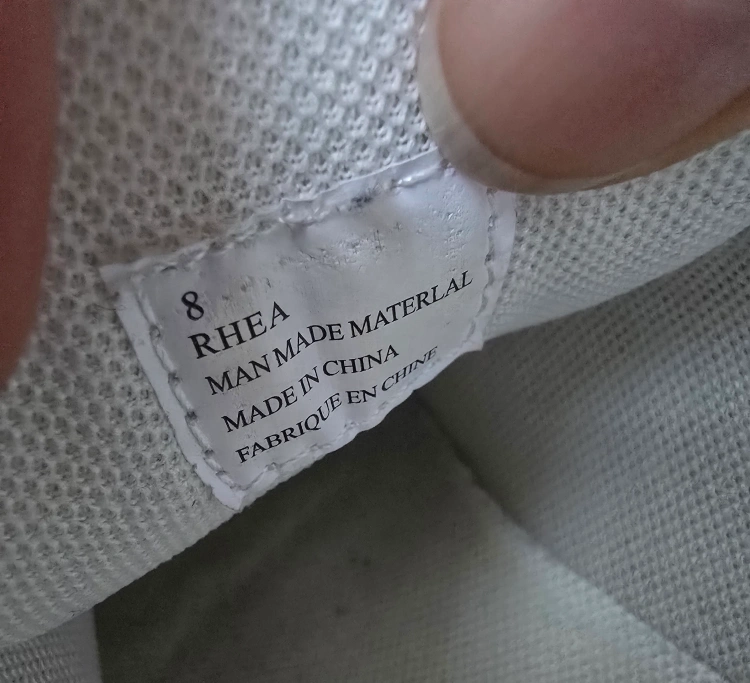 8
RHEA
MAN MADE MATERLAL
MADE IN CHINA
FABRIQUE EN CHINE